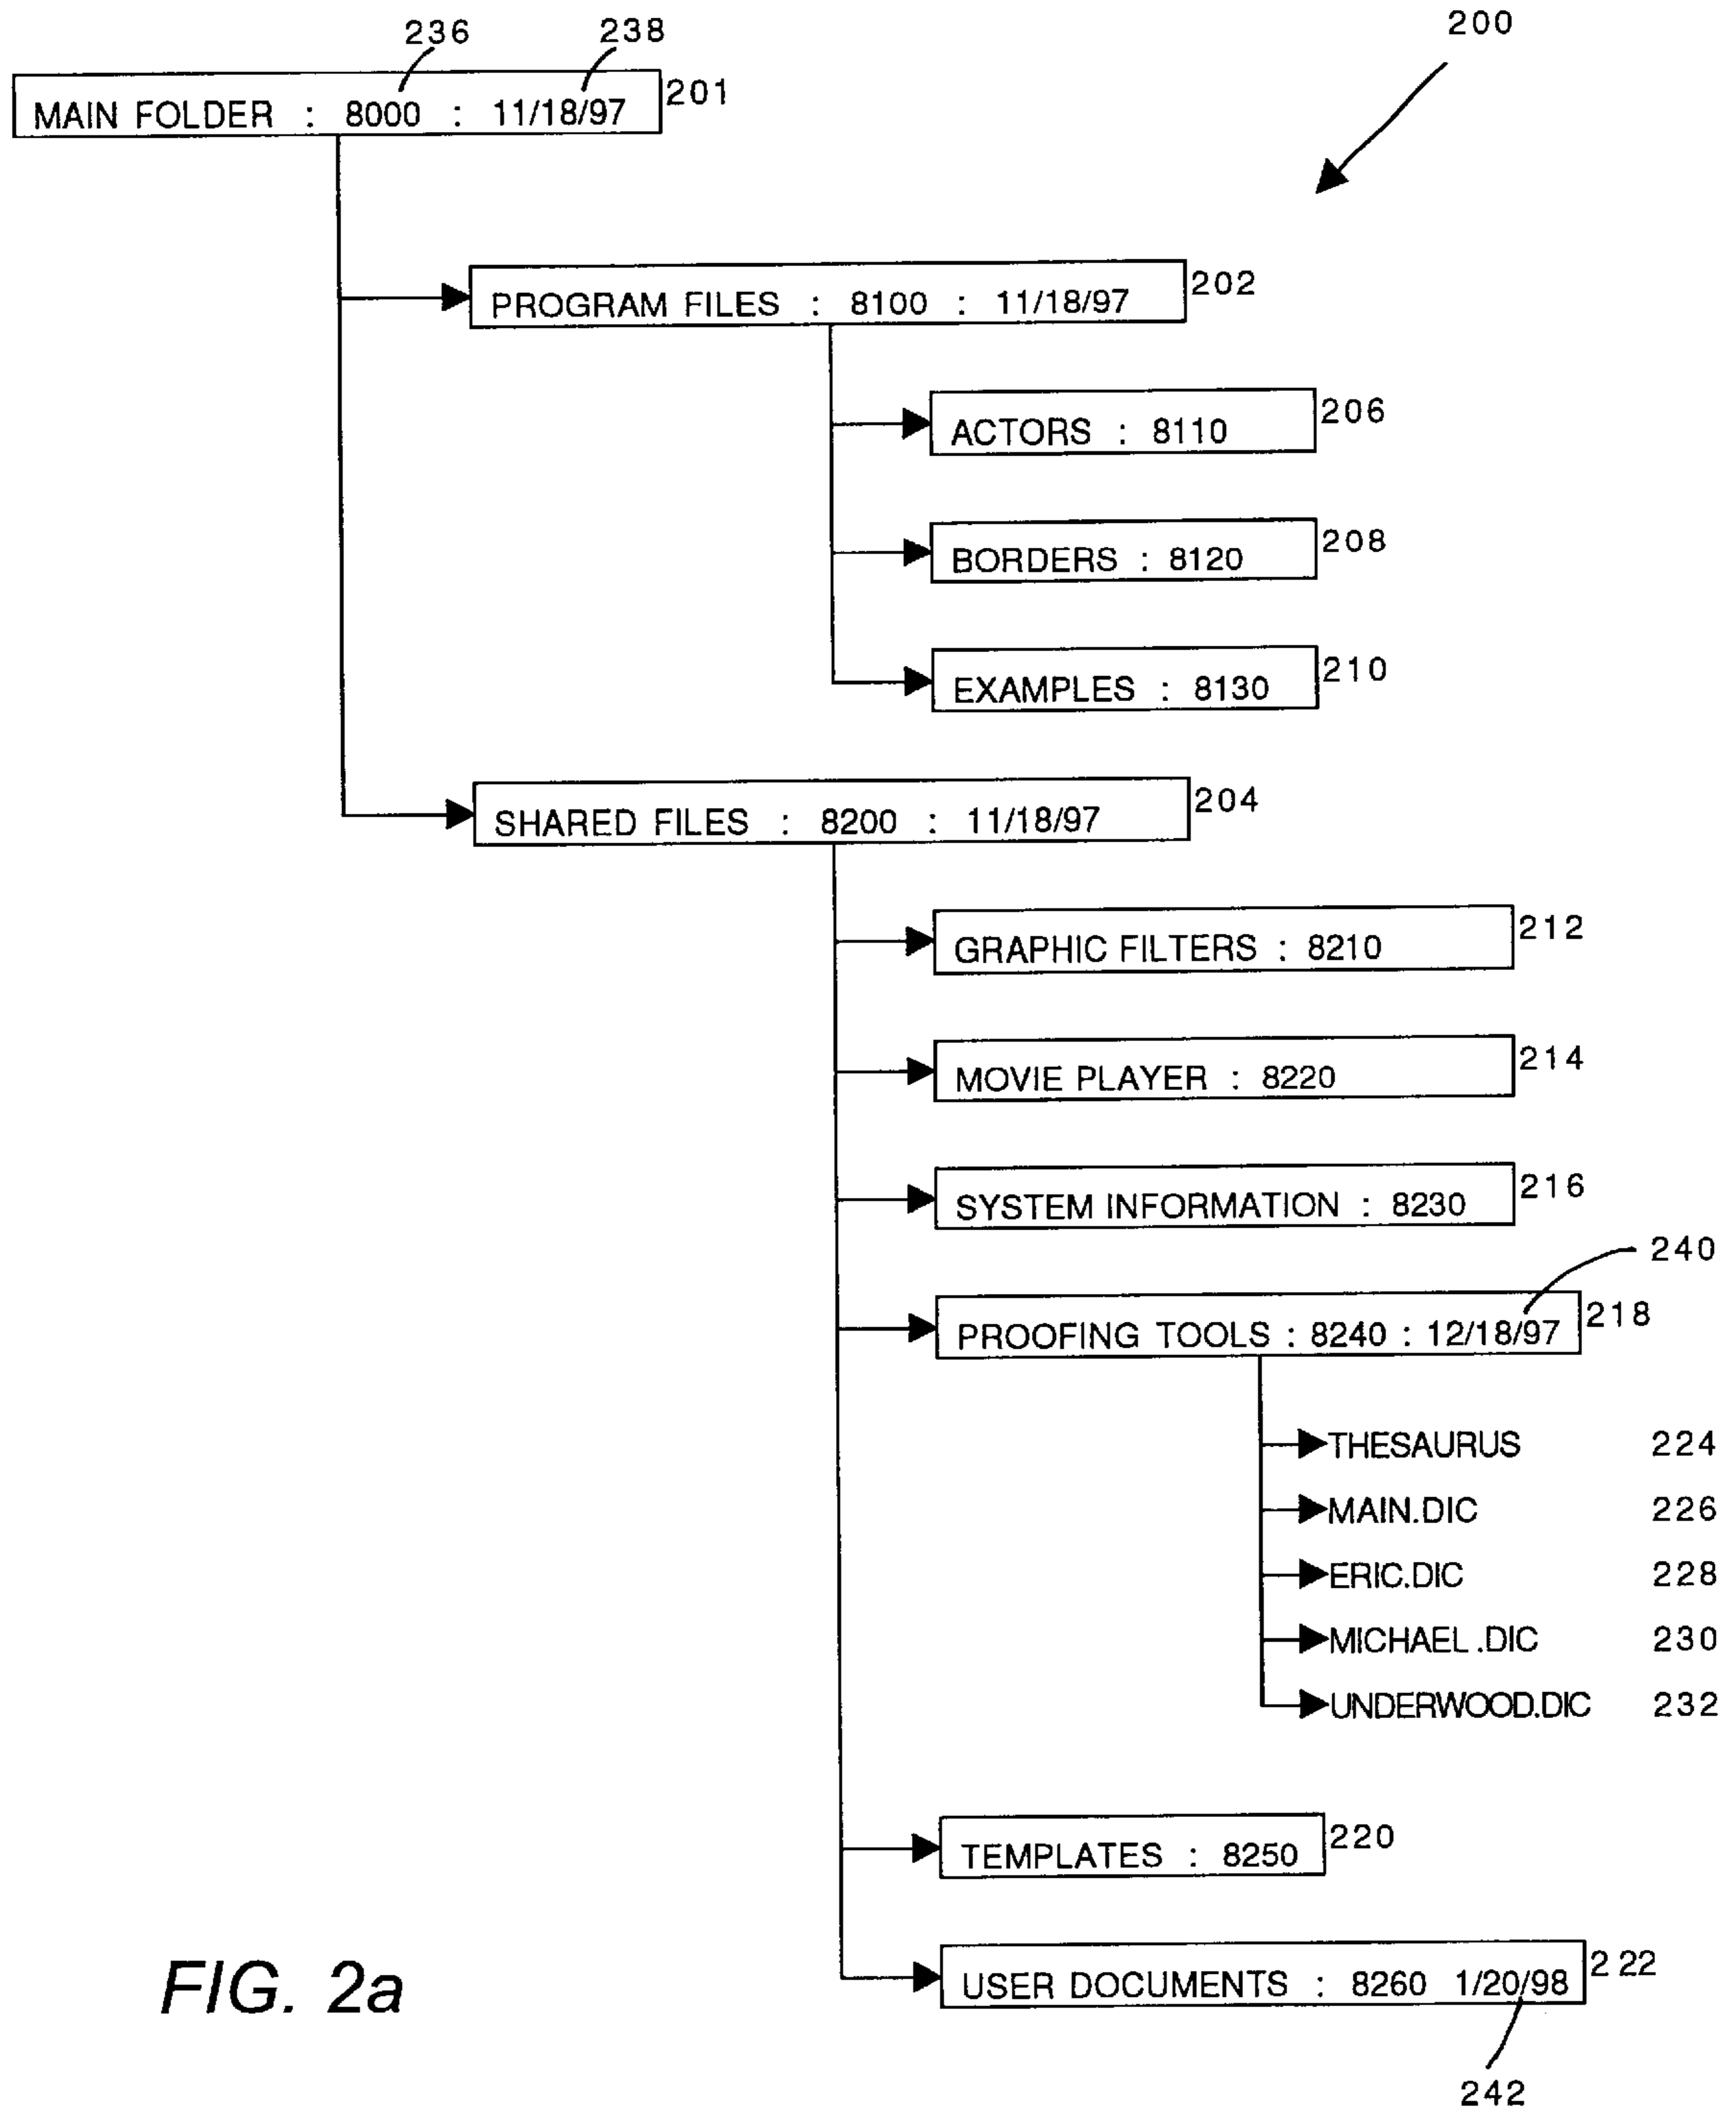 236
238
200
MAIN FOLDER : 8000 : 11/18/97
201
PROGRAM FILES : 8100 : 11/18/97
202
ACTORS : 8110
206
BORDERS : 8120
208
EXAMPLES : 8130
210
SHARED FILES : 8200 : 11/18/97
204
GRAPHIC FILTERS : 8210
212
MOVIE PLAYER : 8220
214
SYSTEM INFORMATION : 8230
216
240
PROOFING TOOLS : 8240 : 12/18/97
218
THESAURUS 224
MAIN.DIC 226
ERIC.DIC 228
MICHAEL.DIC 230
UNDERWOOD.DIC 232
TEMPLATES : 8250
220
USER DOCUMENTS : 8260 1/20/98
222
242
FIG. 2a